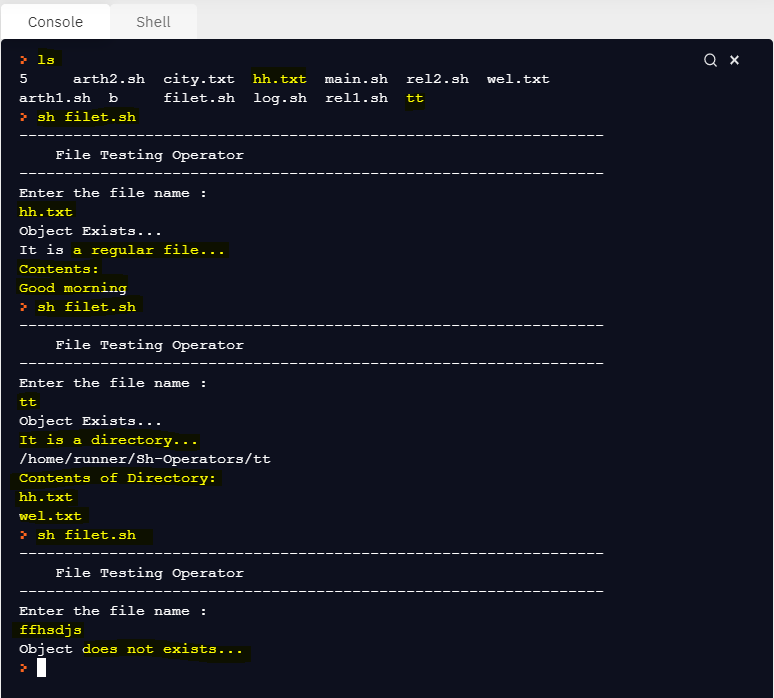 Console Shell
> ls
5     arth2.sh  city.txt  hh.txt  main.sh  rel2.sh  wel.txt
arth1.sh  b     filet.sh  log.sh  rel1.sh  tt
> sh filet.sh
-----------------------------------------------------------------
    File Testing Operator
-----------------------------------------------------------------
Enter the file name :
hh.txt
Object Exists...
It is a regular file...
Contents:
Good morning
> sh filet.sh
-----------------------------------------------------------------
    File Testing Operator
-----------------------------------------------------------------
Enter the file name :
tt
Object Exists...
It is a directory...
/home/runner/Sh-Operators/tt
Contents of Directory:
hh.txt
wel.txt
> sh filet.sh
-----------------------------------------------------------------
    File Testing Operator
-----------------------------------------------------------------
Enter the file name :
ffhsdjs
Object does not exists...
>